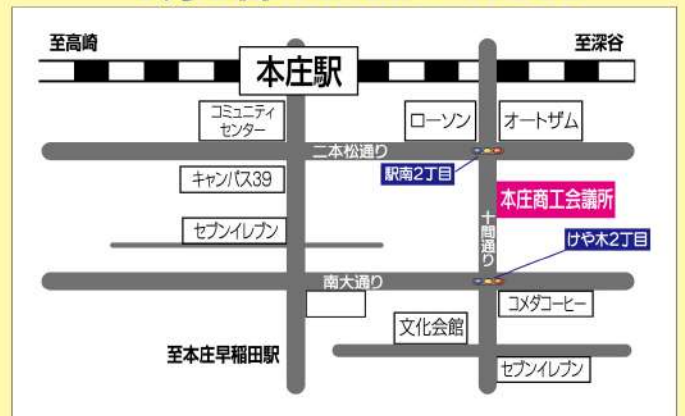 至高崎
至深谷
本庄駅
コミュニティ
センター
ローソン
オートザム
二本松通り
駅南2丁目
キャンパス39
本庄商工会議所
セブンイレブン
十間通り
けや木2丁目
南大通り
コメダコーヒー
文化会館
至本庄早稲田駅
セブンイレブン